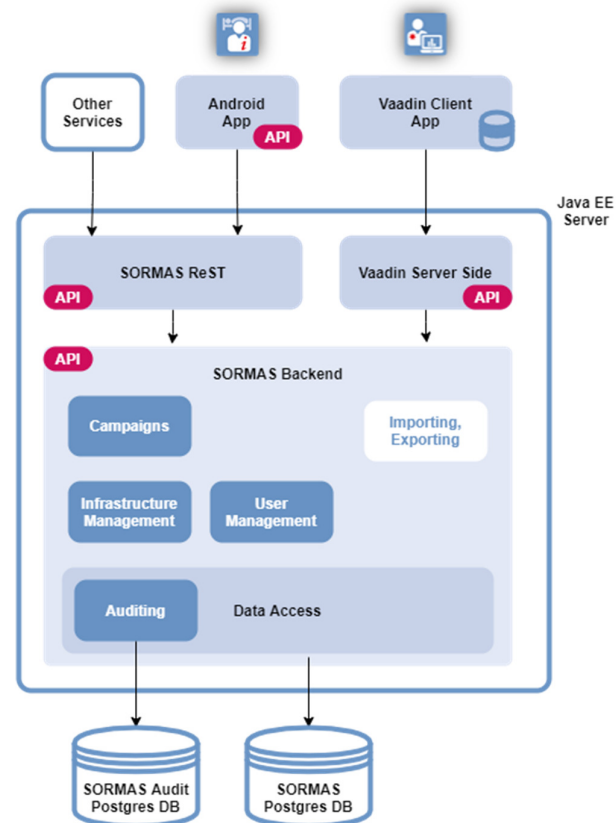 Other
Services
Android
App
API
Vaadin Client
App
Java EE
Server
SORMAS ReST
API
Vaadin Server Side
API
API
SORMAS Backend
Campaigns
Importing,
Exporting
Infrastructure
Management
User
Management
Auditing
Data Access
SORMAS Audit
Postgres DB
SORMAS
Postgres DB